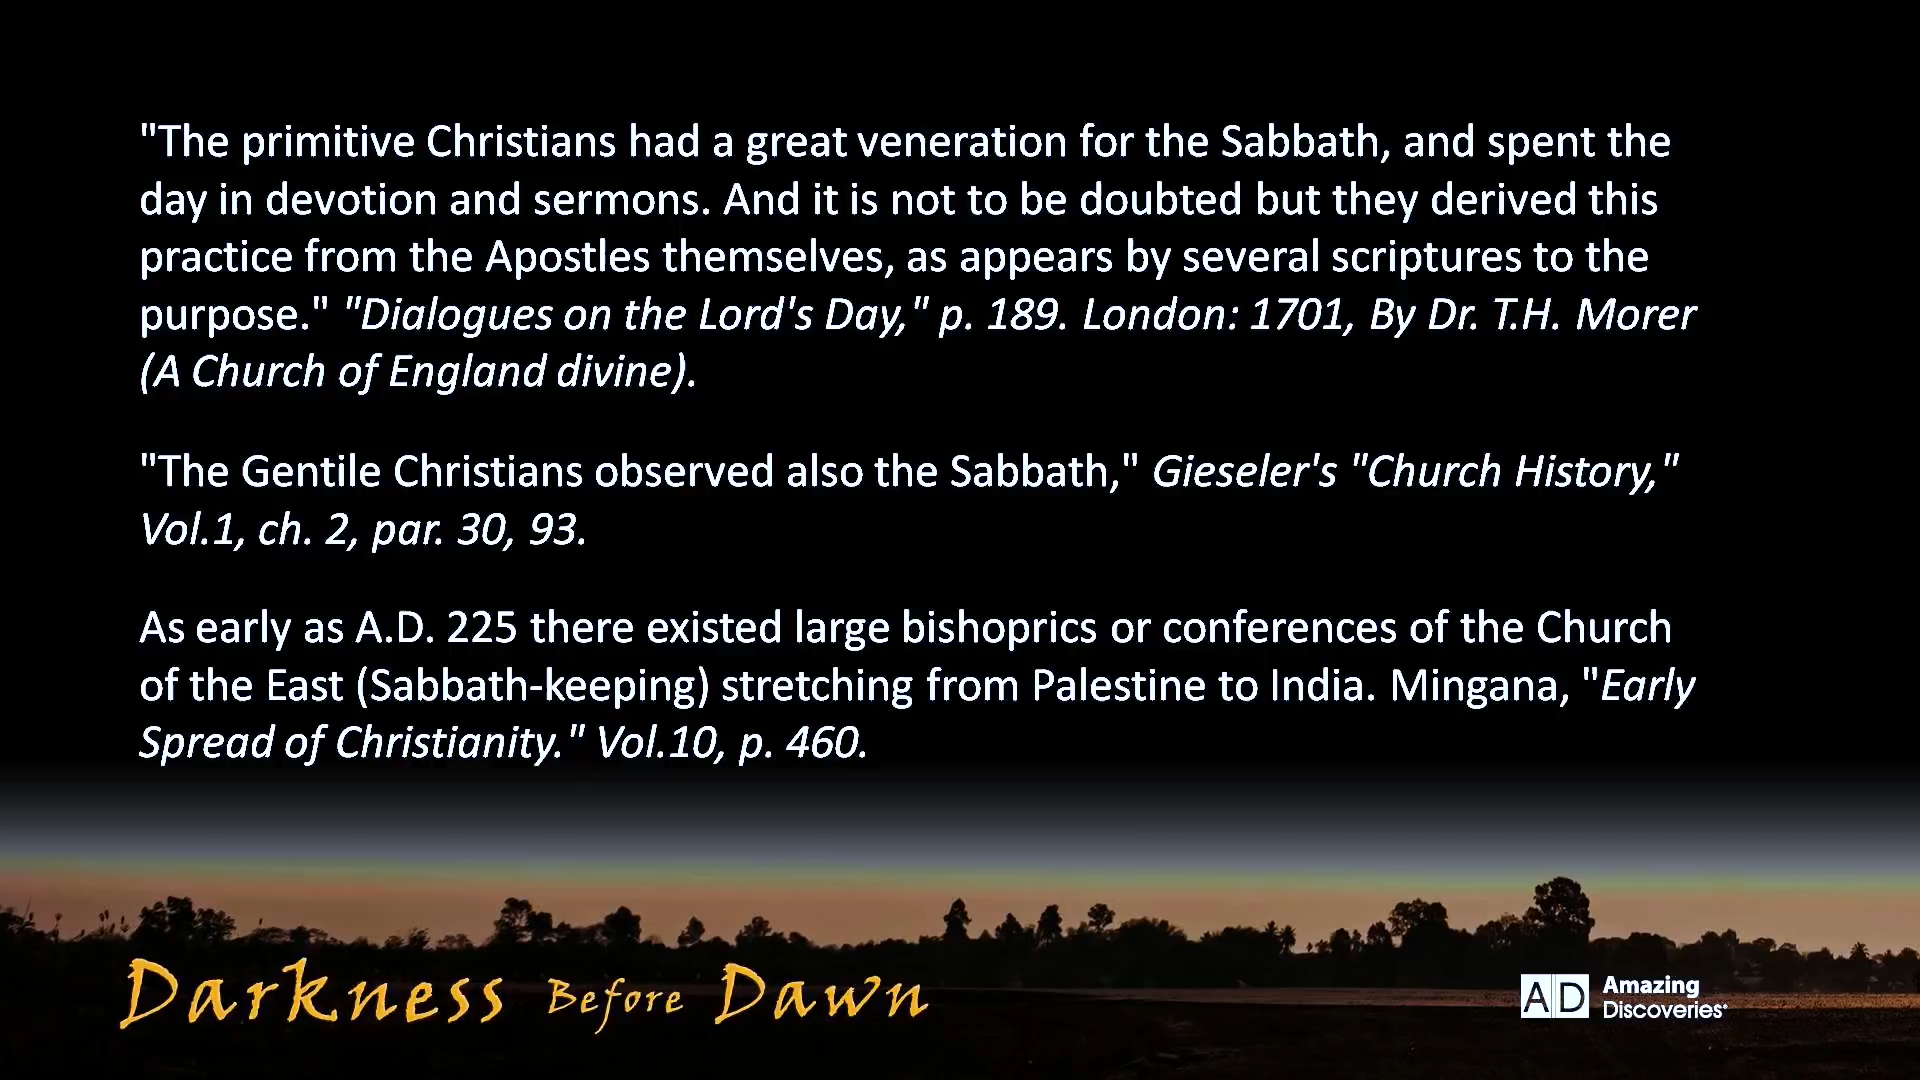 "The primitive Christians had a great veneration for the Sabbath, and spent the
day in devotion and sermons. And it is not to be doubted but they derived this
practice from the Apostles themselves, as appears by several scriptures to the
purpose." "Dialogues on the Lord's Day," p. 189. London: 1701, By Dr. T.H. Morer
(A Church of England divine).
"The Gentile Christians observed also the Sabbath," Gieseler's "Church History,"
Vol.1, ch. 2, par. 30, 93.
As early as A.D. 225 there existed large bishoprics or conferences of the Church
of the East (Sabbath-keeping) stretching from Palestine to India. Mingana, "Early
Spread of Christianity." Vol.10, p. 460.
Darkness Before Dawn
AD Amazing
Discoveries